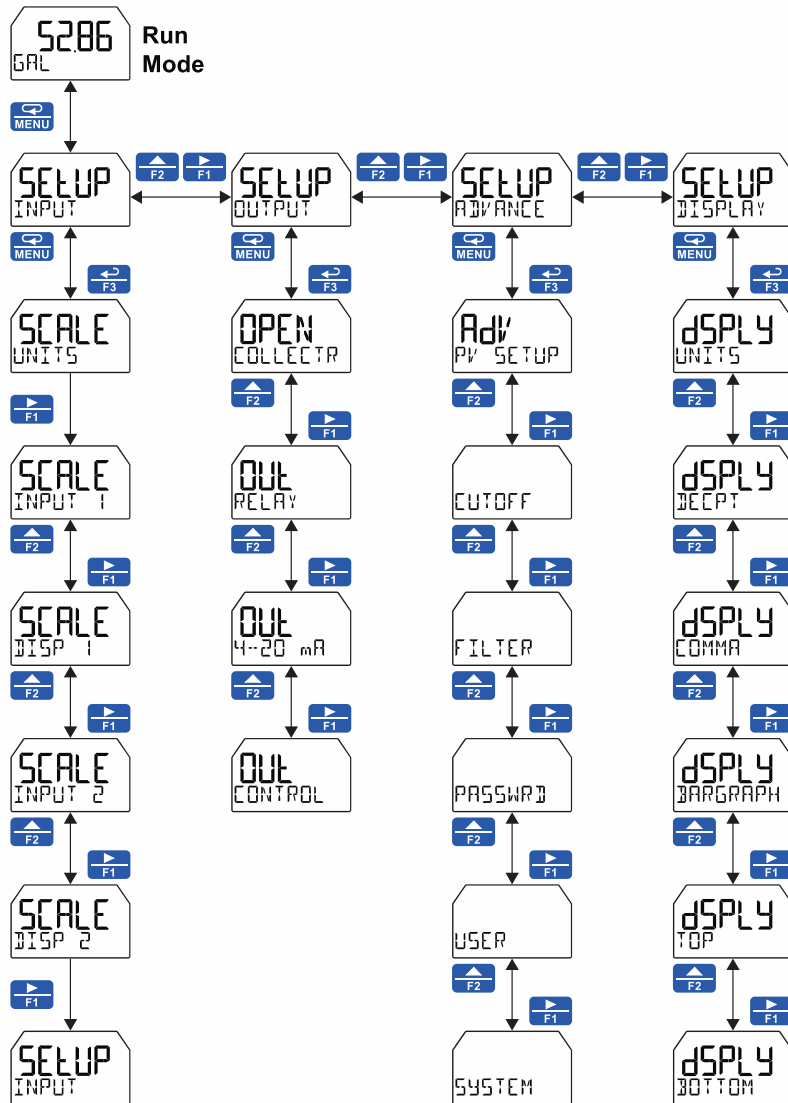 52.86
GAL
Run
Mode
MENU
F2 F1 F2 F1 F2 F1
SEtUP SEtUP SEtUP SEtUP
INPUT OUTPUT ADVANCE DISPLAY
MENU MENU MENU MENU
F3 F3 F3 F3
SCALE OPEN AdV dSPLY
UNITS COLLECTR PV SETUP UNITS
F1 F2 F2 F2
F1 F1 F1
SCALE OUt dSPLY
INPUT 1 RELAY CUTOFF DECPT
F2 F2 F2 F2
F1 F1 F1 F1
SCALE OUt dSPLY
DISP 1 4-20 mA FILTER COMMA
F2 F2 F2 F2
F1 F1 F1 F1
SCALE OUt dSPLY
INPUT 2 CONTROL PASSWRD BARGRAPH
F2 F2 F2
F1 F1 F1
SCALE dSPLY
DISP 2 USER TOP
F1 F2 F2
F1 F1
SEtUP dSPLY
INPUT SYSTEM BOTTOM